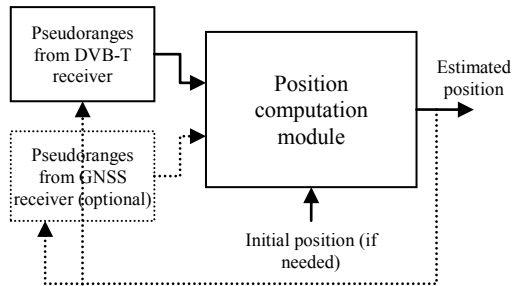 Pseudoranges
from DVB-T
receiver
Pseudoranges
from GNSS
receiver (optional)
Position
computation
module
Estimated
position
Initial position (if
needed)